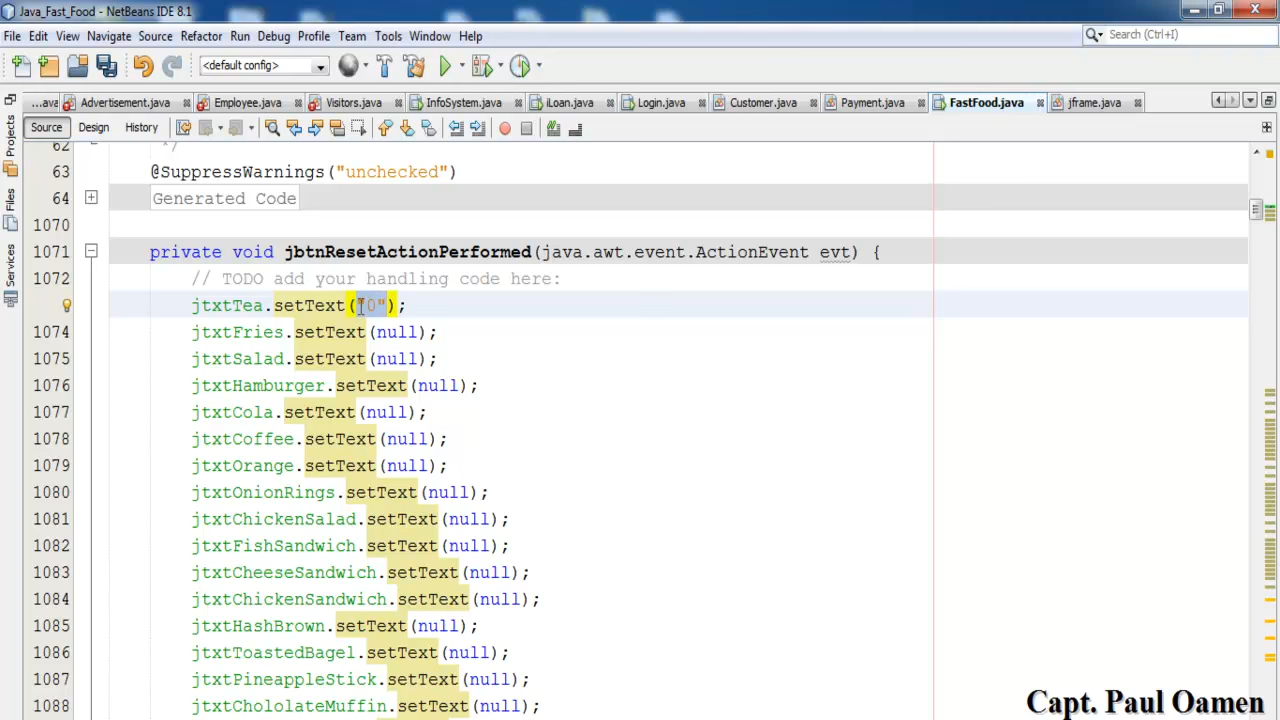 Java_Fast_Food - NetBeans IDE 8.1
File Edit View Navigate Source Refactor Run Debug Profile Team Tools Window Help
Search (Ctrl+I)
<default config>
...ava Advertisement.java Employee.java Visitors.java InfoSystem.java iLoan.java Login.java Customer.java Payment.java FastFood.java jframe.java
Source Design History
Projects
Files
Services
62 */
63 @SuppressWarnings("unchecked")
64 Generated Code
1070
1071 private void jbtnResetActionPerformed(java.awt.event.ActionEvent evt) {
1072 // TODO add your handling code here:
jtxtTea.setText("0");
1074 jtxtFries.setText(null);
1075 jtxtSalad.setText(null);
1076 jtxtHamburger.setText(null);
1077 jtxtCola.setText(null);
1078 jtxtCoffee.setText(null);
1079 jtxtOrange.setText(null);
1080 jtxtOnionRings.setText(null);
1081 jtxtChickenSalad.setText(null);
1082 jtxtFishSandwich.setText(null);
1083 jtxtCheeseSandwich.setText(null);
1084 jtxtChickenSandwich.setText(null);
1085 jtxtHashBrown.setText(null);
1086 jtxtToastedBagel.setText(null);
1087 jtxtPineappleStick.setText(null);
1088 jtxtChololateMuffin.setText(null);
Capt. Paul Oamen